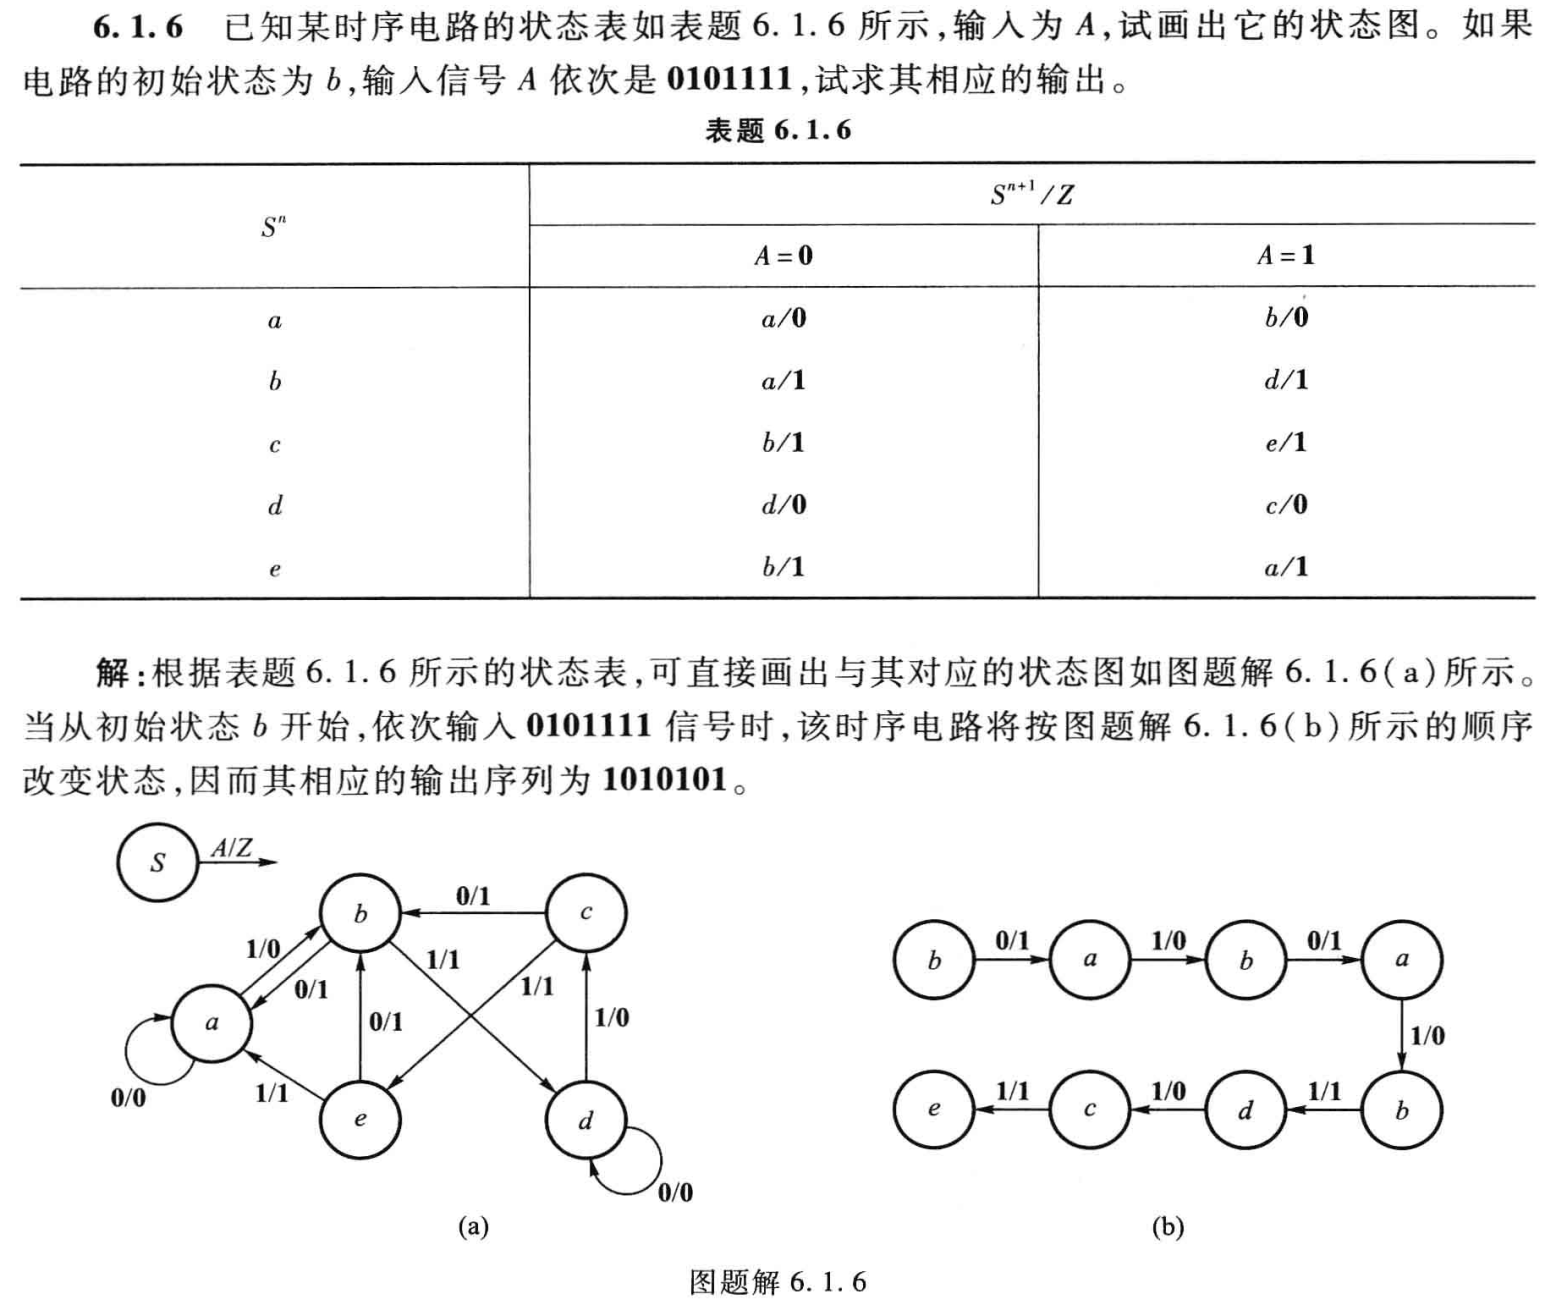 6.1.6 已知某时序电路的状态表如表题 6.1.6 所示,输入为 A,试画出它的状态图。如果
电路的初始状态为 b,输入信号 A 依次是 0101111,试求其相应的输出。
表题 6.1.6
Sⁿ
Sⁿ⁺¹/Z
A=0 A=1
a a/0 b/0
b a/1 d/1
c b/1 e/1
d d/0 c/0
e b/1 a/1
解:根据表题 6.1.6 所示的状态表,可直接画出与其对应的状态图如图题解 6.1.6(a)所示。
当从初始状态 b 开始,依次输入 0101111 信号时,该时序电路将按图题解 6.1.6(b)所示的顺序
改变状态,因而其相应的输出序列为 1010101。
S A/Z
b 0/1 c
1/0 0/1 1/1 1/1
a 0/1 1/0
0/0 1/1 e d
0/0
(a)
b 0/1 a 1/0 b 0/1 a
1/0
e 1/1 c 1/0 d 1/1 b
(b)
图题解 6.1.6